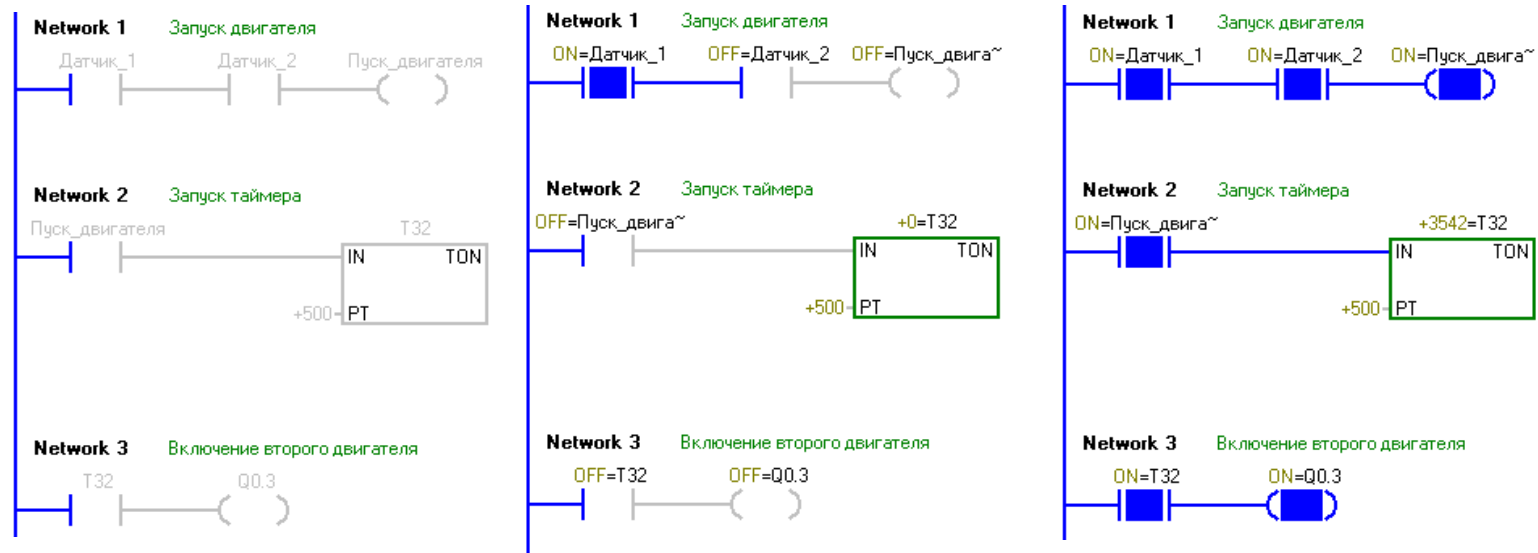 Network 1 Запуск двигателя
Датчик_1 Датчик_2 Пуск_двигателя
Network 2 Запуск таймера
Пуск_двигателя T32
IN TON
+500 PT
Network 3 Включение второго двигателя
T32 Q0.3
Network 1 Запуск двигателя
ON=Датчик_1 OFF=Датчик_2 OFF=Пуск_двига~
Network 2 Запуск таймера
OFF=Пуск_двига~ +0=T32
IN TON
+500 PT
Network 3 Включение второго двигателя
OFF=T32 OFF=Q0.3
Network 1 Запуск двигателя
ON=Датчик_1 ON=Датчик_2 ON=Пуск_двига~
Network 2 Запуск таймера
ON=Пуск_двига~ +3542=T32
IN TON
+500 PT
Network 3 Включение второго двигателя
ON=T32 ON=Q0.3